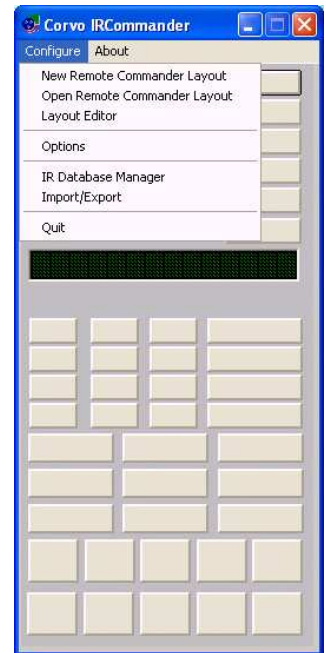 Corvo IRCommander
Configure About
New Remote Commander Layout
Open Remote Commander Layout
Layout Editor
Options
IR Database Manager
Import/Export
Quit